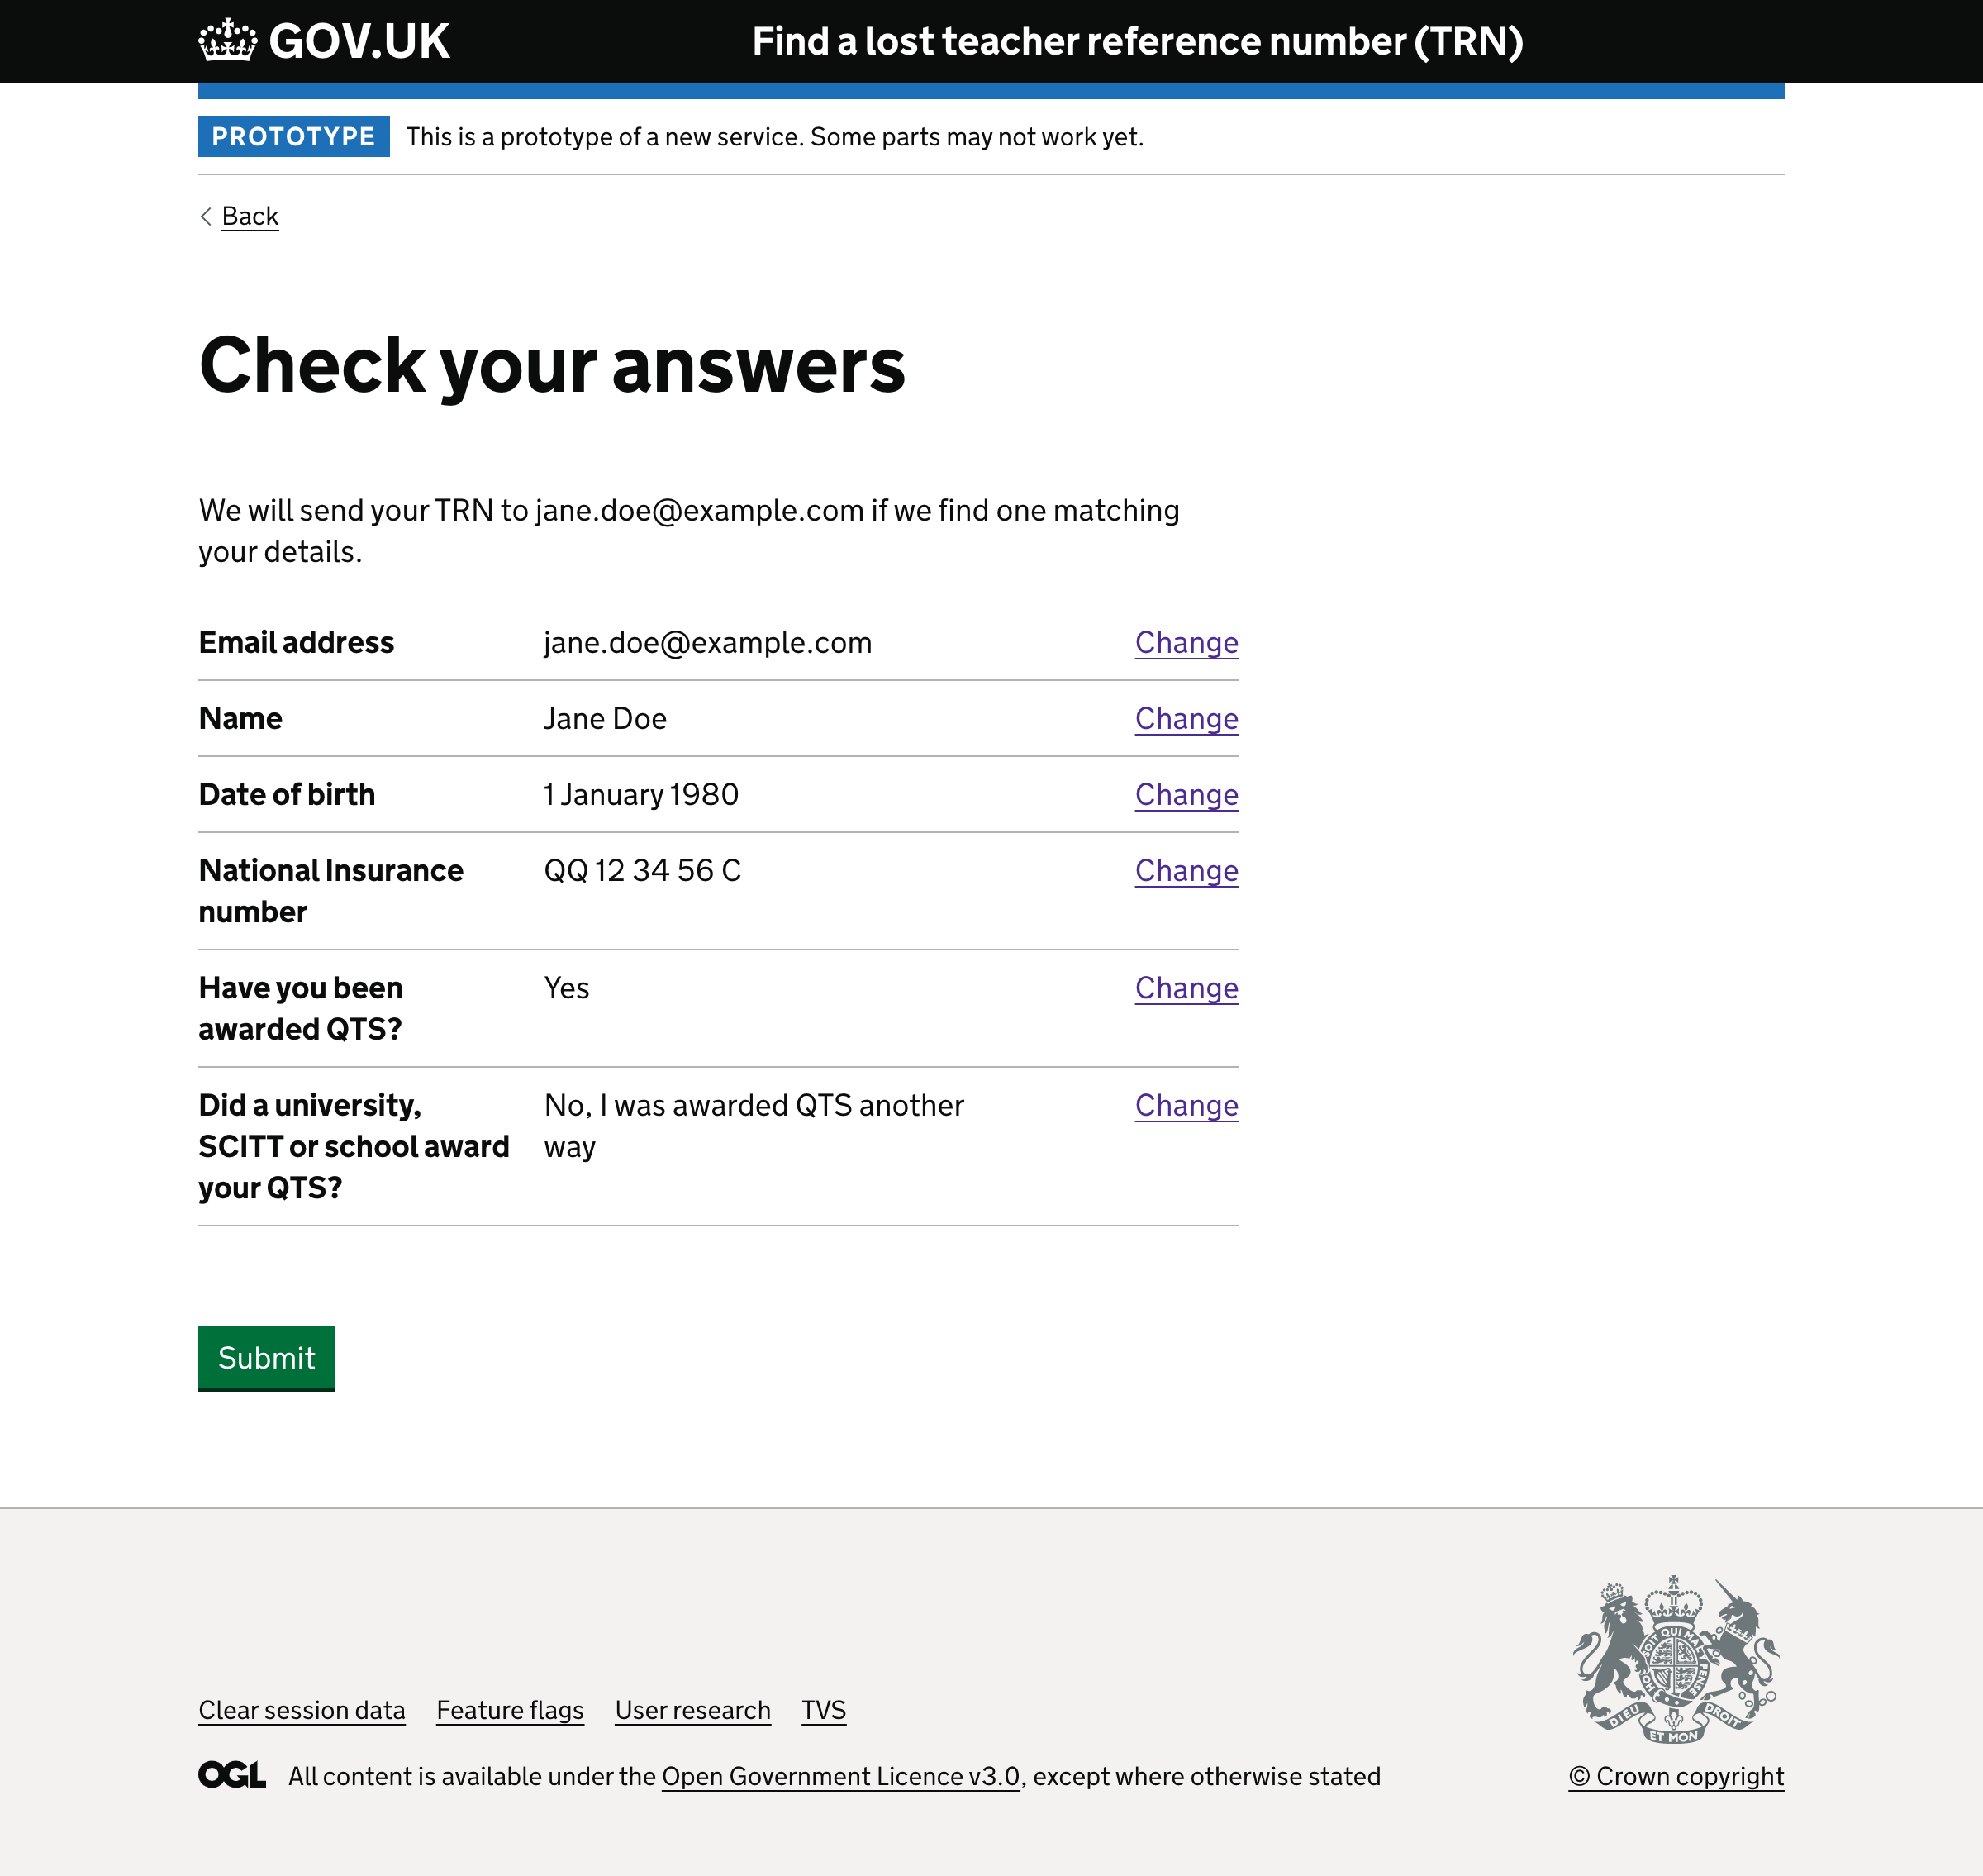 GOV.UK
Find a lost teacher reference number (TRN)
PROTOTYPE This is a prototype of a new service. Some parts may not work yet.
Back
Check your answers
We will send your TRN to jane.doe@example.com if we find one matching
your details.
Email address jane.doe@example.com Change
Name Jane Doe Change
Date of birth 1 January 1980 Change
National Insurance QQ 12 34 56 C Change
number
Have you been Yes Change
awarded QTS?
Did a university, No, I was awarded QTS another Change
SCITT or school award way
your QTS?
Submit
SOIT QUI MAL Y PENSE HON
DIEU ET MON DROIT
Clear session data Feature flags User research TVS
OGL All content is available under the Open Government Licence v3.0, except where otherwise stated
© Crown copyright